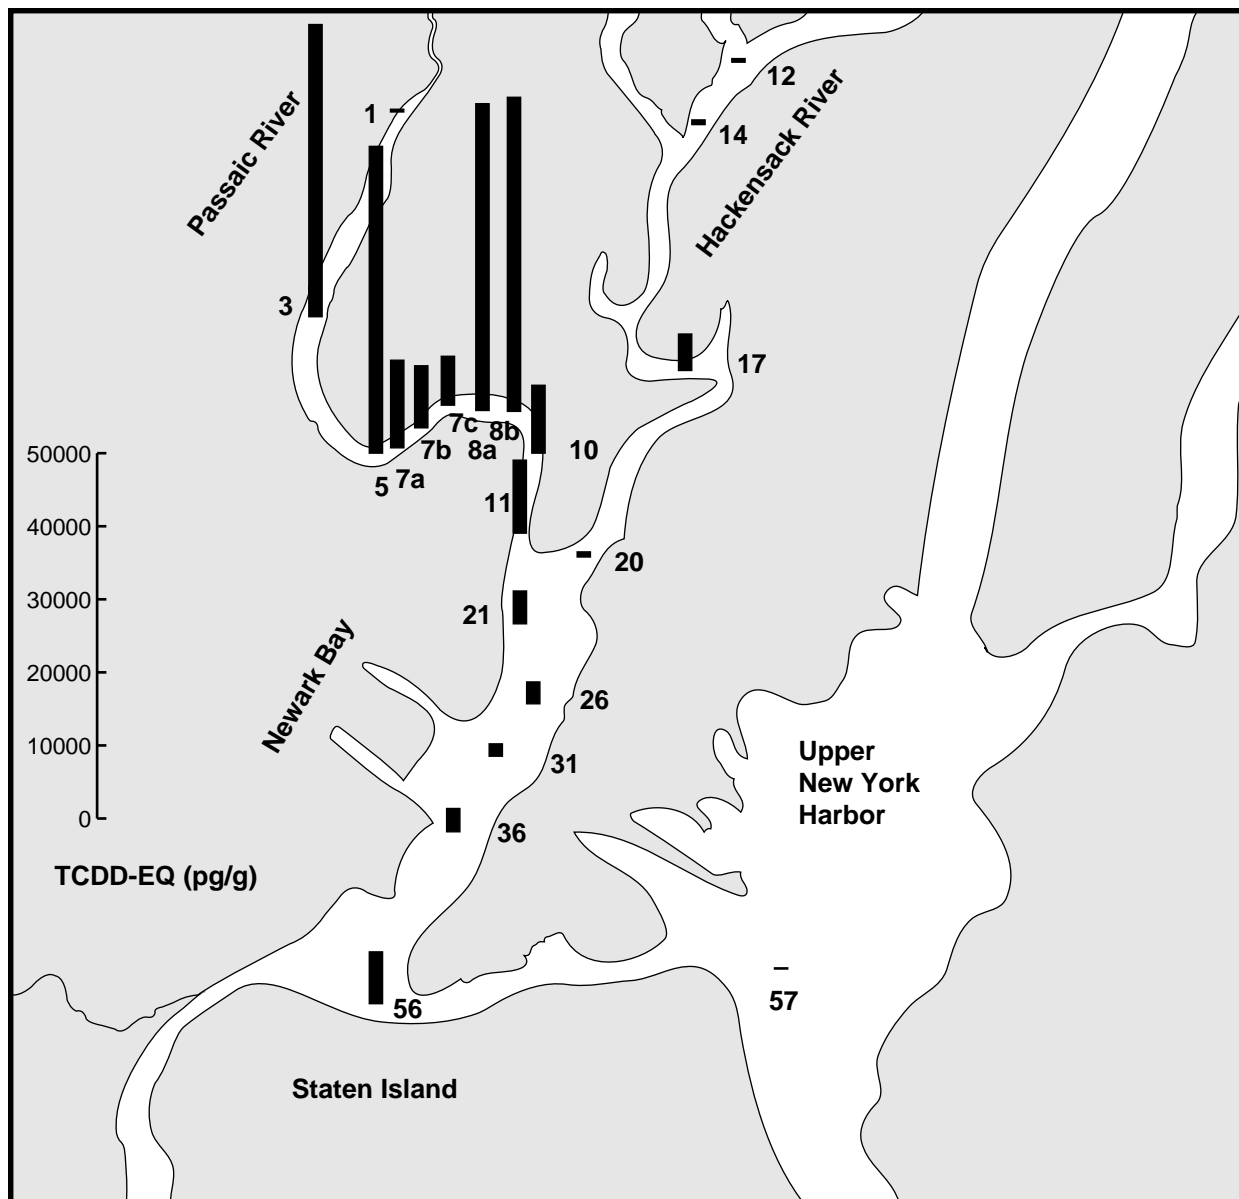 12
1
14
Passaic River
Hackensack River
3
17
7c
8b
7b
8a
10
50000
7a
5
11
40000
20
30000
21
Newark Bay
20000
26
10000
31
Upper
New York
Harbor
0
36
TCDD-EQ (pg/g)
57
56
Staten Island